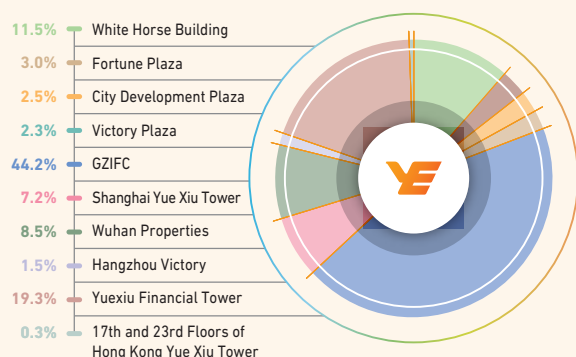 11.5% White Horse Building
3.0% Fortune Plaza
2.5% City Development Plaza
2.3% Victory Plaza
44.2% GZIFC
7.2% Shanghai Yue Xiu Tower
8.5% Wuhan Properties
1.5% Hangzhou Victory
19.3% Yuexiu Financial Tower
0.3% 17th and 23rd Floors of
Hong Kong Yue Xiu Tower